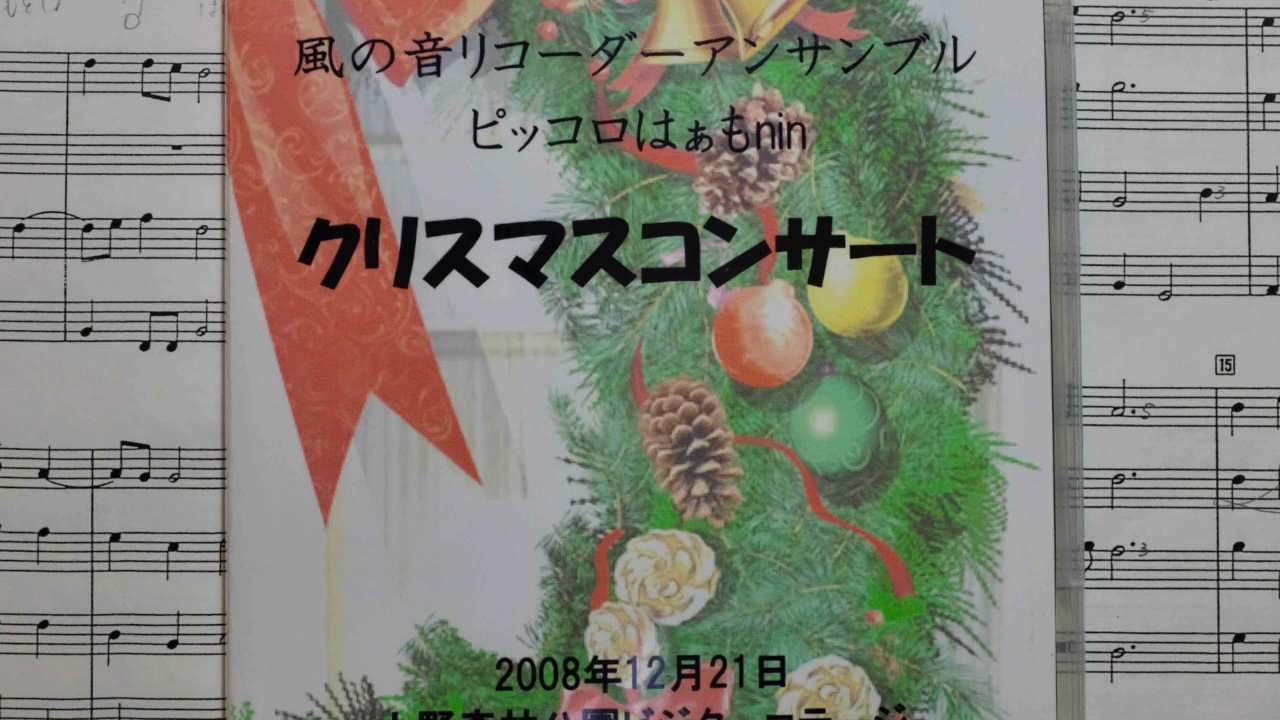 風の音リコーダーアンサンブル
ピッコロはぁもnin
クリスマスコンサート
15
2008年12月21日